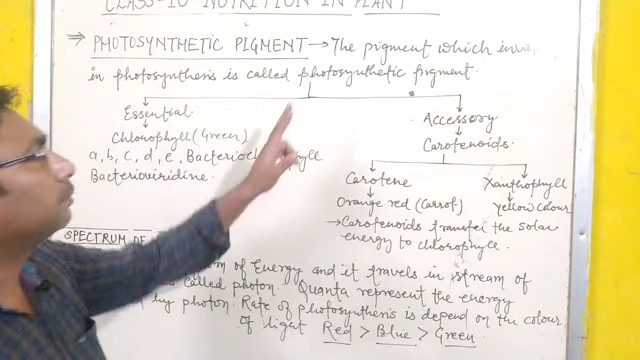 CLASS-10 NUTRITION IN PLANT
⇒ PHOTOSYNTHETIC PIGMENT → The pigment which
in photosynthesis is called photosynthetic pigment.
Essential
Accessory
Chlorophyll (Green)
Carotenoids
a, b, c, d, e,
Bacterioviridine.
Carotene
Xanthophyll
Orange red (Carrot)
Yellow colour
→ Carotenoids transfer the solar
energy to chlorophyll.
SPECTRUM
of Energy and it travels in stream of
called photon. Quanta represent the energy
by photon. Rate of photosynthesis is depend on the colour
of light Red > Blue > Green